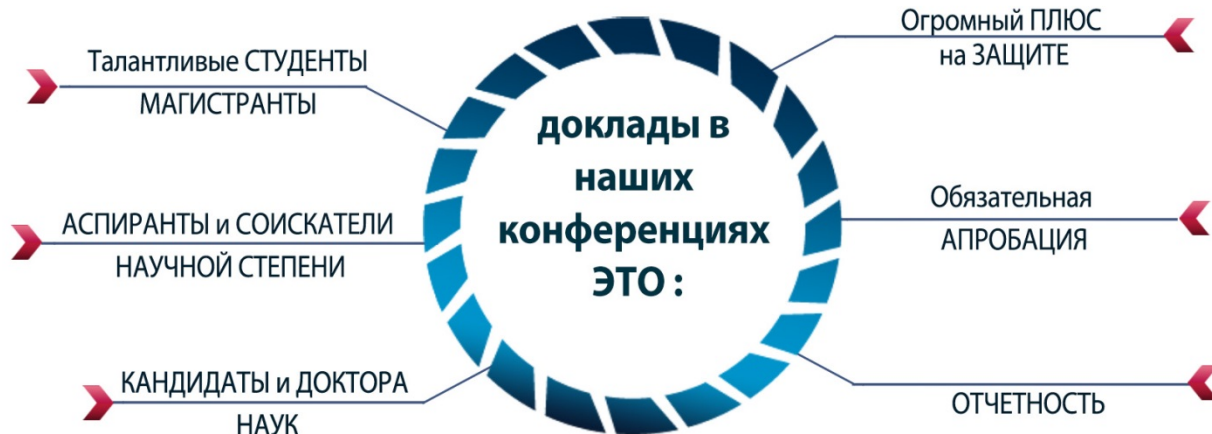 Талантливые СТУДЕНТЫ
МАГИСТРАНТЫ
АСПИРАНТЫ и СОИСКАТЕЛИ
НАУЧНОЙ СТЕПЕНИ
КАНДИДАТЫ и ДОКТОРА
НАУК
доклады в
наших
конференциях
ЭТО :
Огромный ПЛЮС
на ЗАЩИТЕ
Обязательная
АПРОБАЦИЯ
ОТЧЕТНОСТЬ